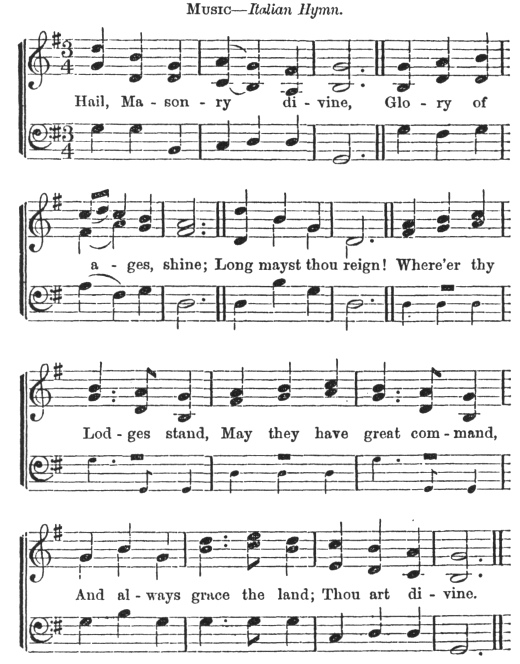 Music—Italian Hymn.
3 4
Hail, Ma - son - ry di - vine, Glo - ry of
3 4
a - ges, shine; Long mayst thou reign! Where'er thy
Lod - ges stand, May they have great com - mand,
And al - ways grace the land; Thou art di - vine.